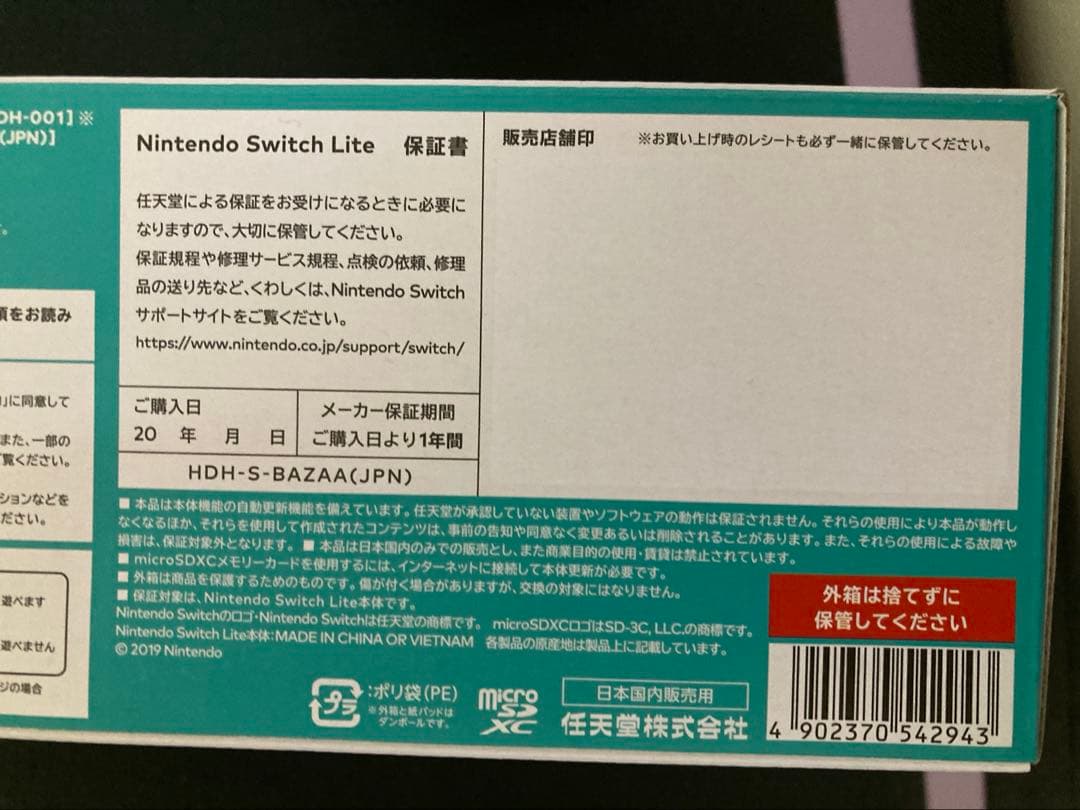 DH-001] ※
(JPN)]
す。
項をお読み
」に同意して
また、一部の
ご覧ください。
ションなどを
ださい。
遊べます
遊べません
ジの場合
Nintendo Switch Lite 保証書
任天堂による保証をお受けになるときに必要に
なりますので、大切に保管してください。
保証規程や修理サービス規程、点検の依頼、修理
品の送り先など、くわしくは、Nintendo Switch
サポートサイトをご覧ください。
https://www.nintendo.co.jp/support/switch/
ご購入日
20 年 月 日
メーカー保証期間
ご購入日より1年間
HDH-S-BAZAA(JPN)
販売店舗印 ※お買い上げ時のレシートも必ず一緒に保管してください。
■ 本品は本体機能の自動更新機能を備えています。任天堂が承認していない装置やソフトウェアの動作は保証されません。それらの使用により本品が動作し
なくなるほか、それらを使用して作成されたコンテンツは、事前の告知や同意なく変更あるいは削除されることがあります。また、それらの使用による故障や
損害は、保証対象外となります。 ■ 本品は日本国内のみでの販売とし、また商業目的の使用・賃貸は禁止されています。
■ microSDXCメモリーカードを使用するには、インターネットに接続して本体更新が必要です。
■ 外箱は商品を保護するためのものです。傷が付く場合がありますが、交換の対象にはなりません。
■ 保証対象は、Nintendo Switch Lite本体です。
Nintendo Switchのロゴ・Nintendo Switchは任天堂の商標です。 microSDXCロゴはSD-3C, LLC.の商標です。
Nintendo Switch Lite本体：MADE IN CHINA OR VIETNAM 各製品の原産地は製品上に記載しています。
© 2019 Nintendo
外箱は捨てずに
保管してください
プラ
：ポリ袋（PE）
※外箱と紙パッドは
ダンボールです。
micro
SD
XC
日本国内販売用
任天堂株式会社
4 902370 542943